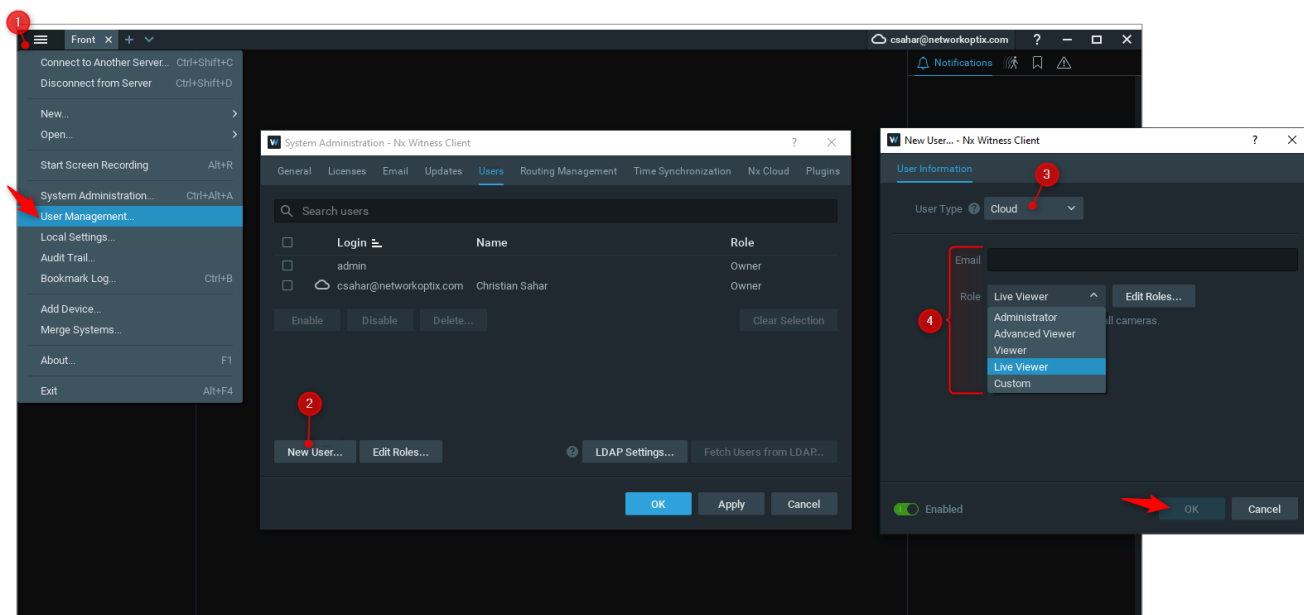 1
Front
csahar@networkoptix.com ?
Notifications
Connect to Another Server... Ctrl+Shift+C
Disconnect from Server Ctrl+Shift+D
New...
Open...
Start Screen Recording Alt+R
System Administration... Ctrl+Alt+A
User Management...
Local Settings...
Audit Trail...
Bookmark Log... Ctrl+B
Add Device...
Merge Systems...
About... F1
Exit Alt+F4
W System Administration - Nx Witness Client ?
General Licenses Email Updates Users Routing Management Time Synchronization Nx Cloud Plugins
Search users
Login Name Role
admin Owner
csahar@networkoptix.com Christian Sahar Owner
Enable Disable Delete... Clear Selection
2
New User... Edit Roles... ? LDAP Settings... Fetch Users from LDAP...
OK Apply Cancel
W New User... - Nx Witness Client ?
User Information
3
User Type ? Cloud
Email
Role Live Viewer Edit Roles...
4
all cameras.
Administrator
Advanced Viewer
Viewer
Live Viewer
Custom
Enabled OK Cancel